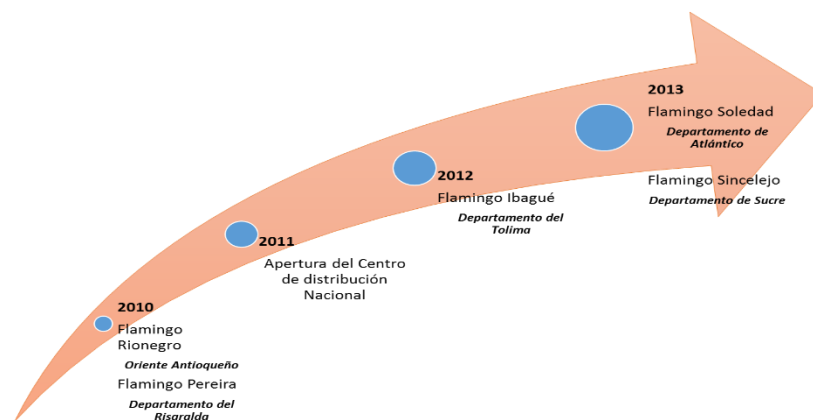 2010
Flamingo
Rionegro
Oriente Antioqueño
Flamingo Pereira
Departamento del
Risaralda
2011
Apertura del Centro
de distribución
Nacional
2012
Flamingo Ibagué
Departamento del
Tolima
2013
Flamingo Soledad
Departamento de
Atlántico
Flamingo Sincelejo
Departamento de Sucre